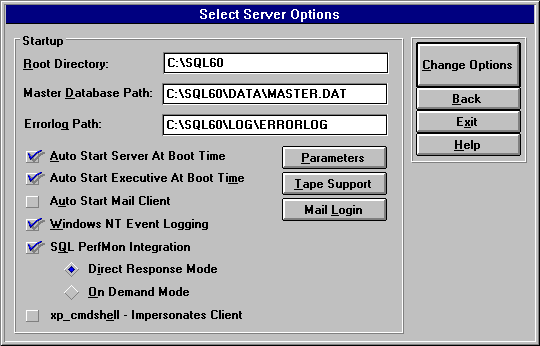 Select Server Options
Startup
Root Directory: C:\SQL60
Master Database Path: C:\SQL60\DATA\MASTER.DAT
Errorlog Path: C:\SQL60\LOG\ERRORLOG
Auto Start Server At Boot Time
Auto Start Executive At Boot Time
Auto Start Mail Client
Windows NT Event Logging
SQL PerfMon Integration
Direct Response Mode
On Demand Mode
xp_cmdshell - Impersonates Client
Parameters
Tape Support
Mail Login
Change Options
Back
Exit
Help